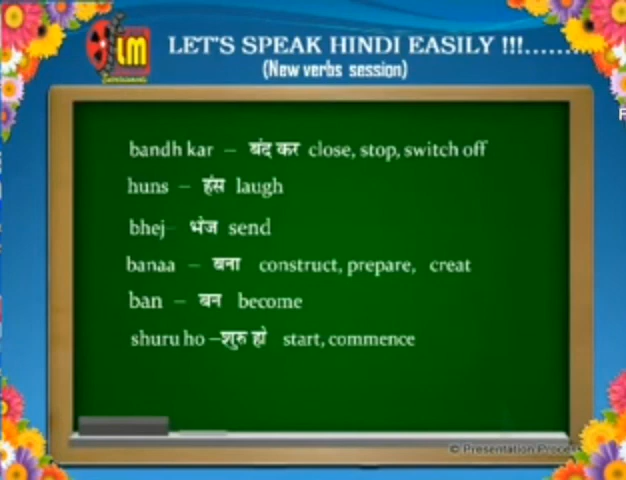 LM
Entertainments
LET'S SPEAK HINDI EASILY !!!.......
(New verbs session)
bandh kar – बंद कर close, stop, switch off
huns – हंस laugh
bhej- भेज send
banaa – बना construct, prepare, creat
ban – बन become
shuru ho –शुरु हो start, commence
© Presentation